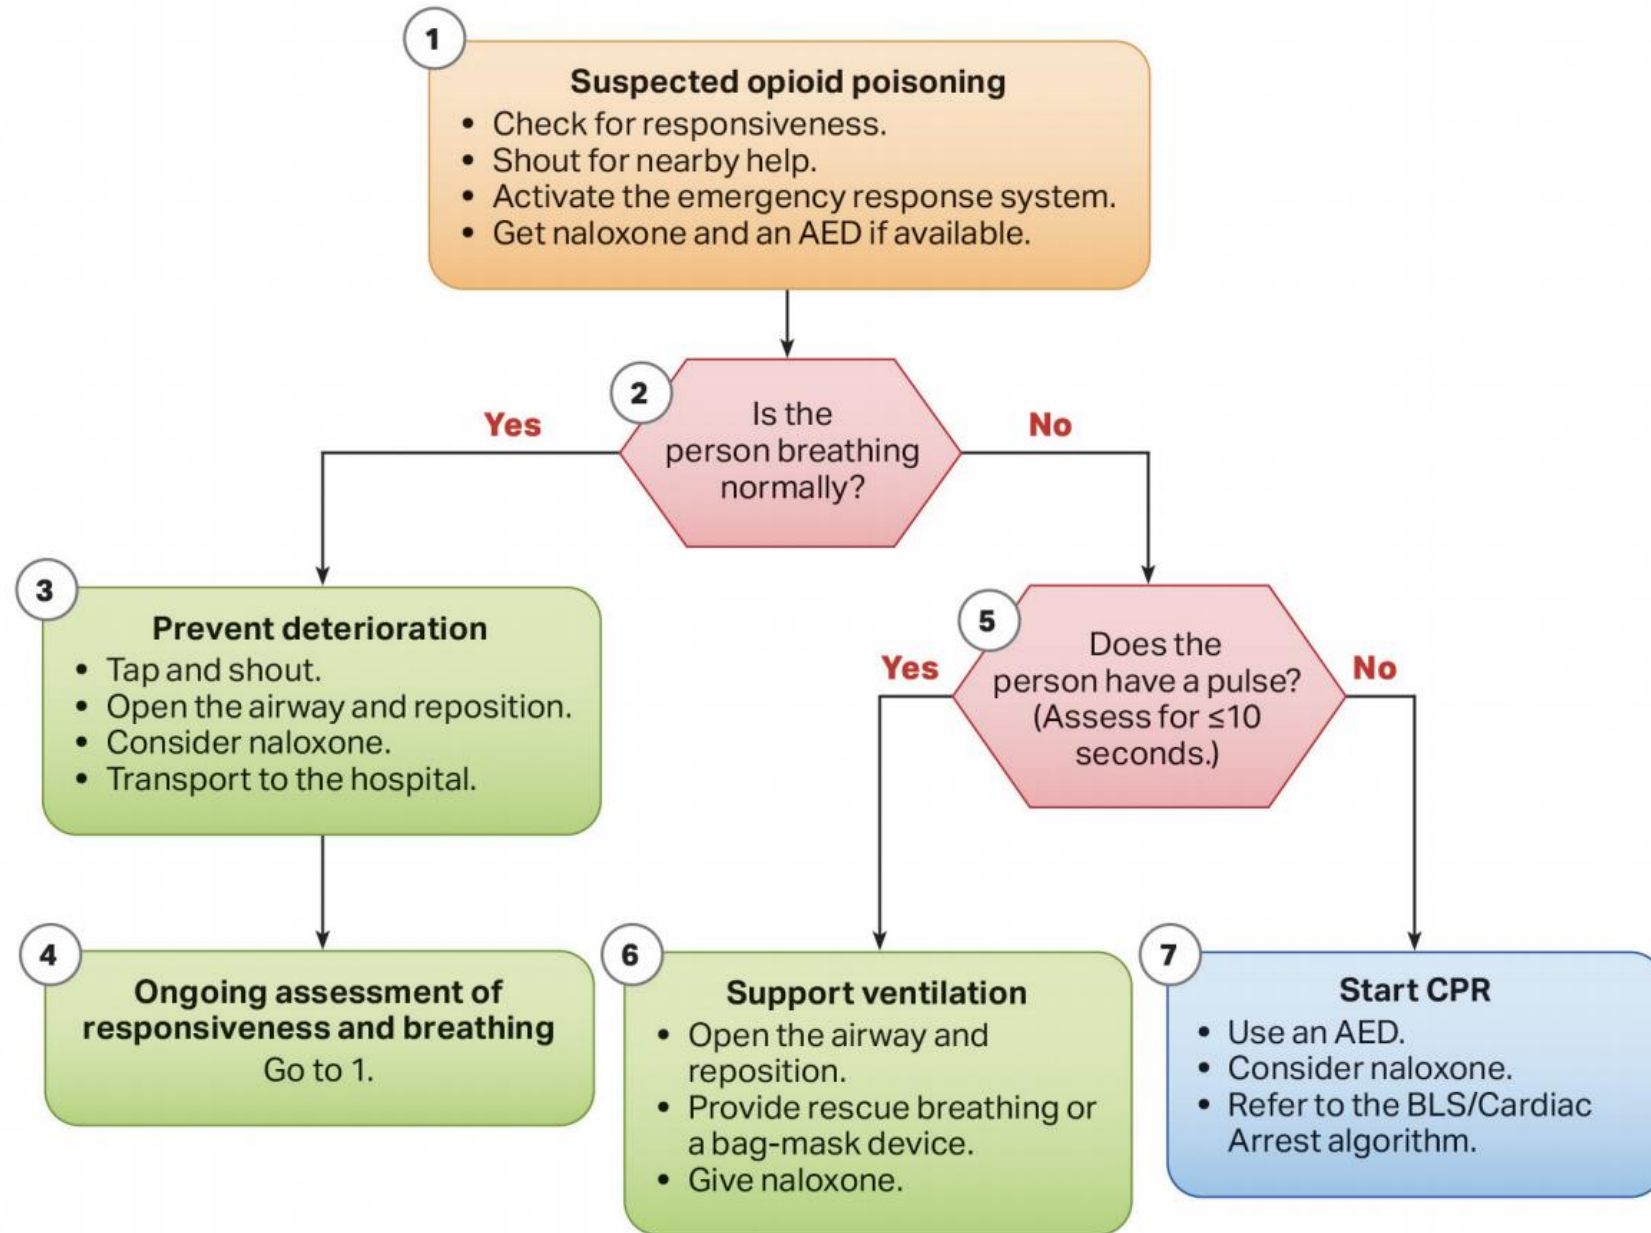 1
Suspected opioid poisoning
• Check for responsiveness.
• Shout for nearby help.
• Activate the emergency response system.
• Get naloxone and an AED if available.
2
Is the
person breathing
normally?
Yes
No
3
Prevent deterioration
• Tap and shout.
• Open the airway and reposition.
• Consider naloxone.
• Transport to the hospital.
4
Ongoing assessment of
responsiveness and breathing
Go to 1.
5
Does the
person have a pulse?
(Assess for ≤10
seconds.)
Yes
No
6
Support ventilation
• Open the airway and
reposition.
• Provide rescue breathing or
a bag-mask device.
• Give naloxone.
7
Start CPR
• Use an AED.
• Consider naloxone.
• Refer to the BLS/Cardiac
Arrest algorithm.